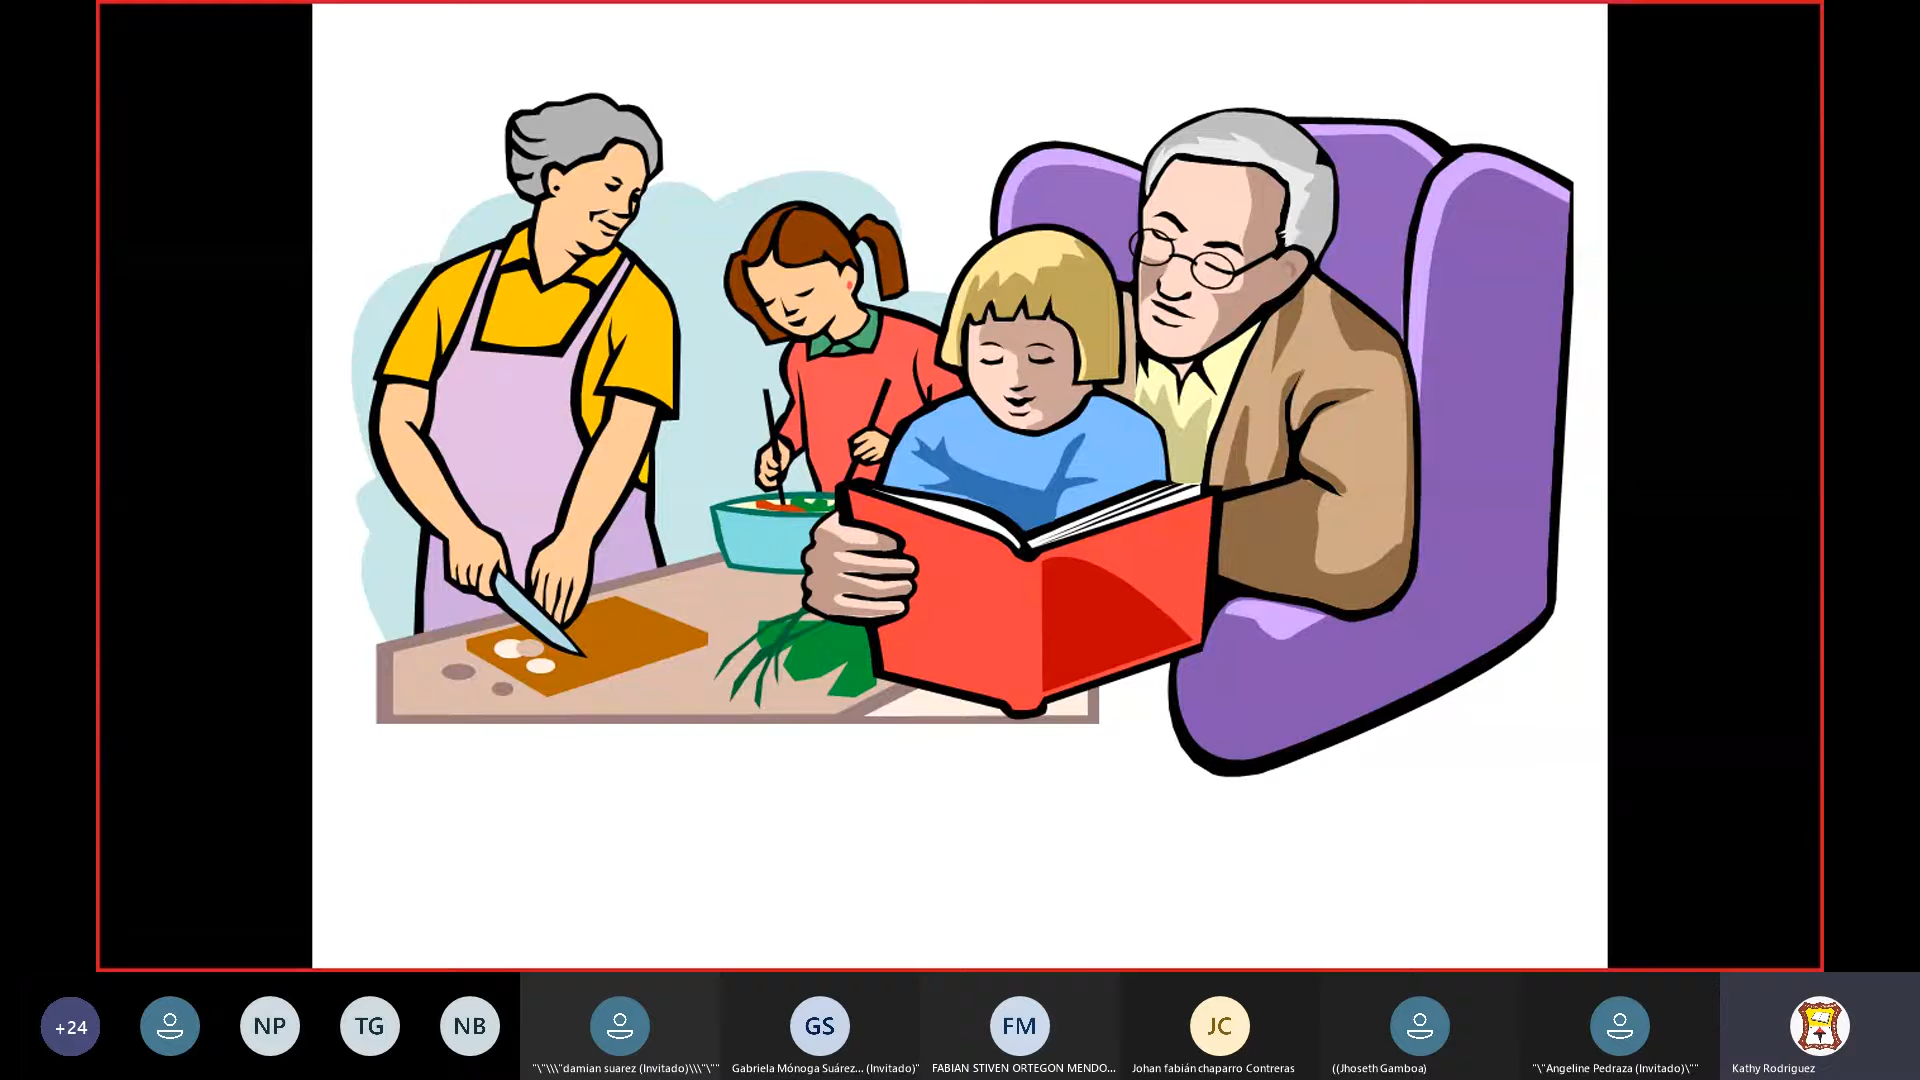 +24
NP
TG
NB
GS
FM
JC
"\"\\\"damian suarez (Invitado)\\\"\""
Gabriela Mónoga Suárez... (Invitado)"
FABIAN STIVEN ORTEGON MENDO...
Johan fabián chaparro Contreras
((Jhoseth Gamboa)
"\"Angeline Pedraza (Invitado)\""
Kathy Rodriguez